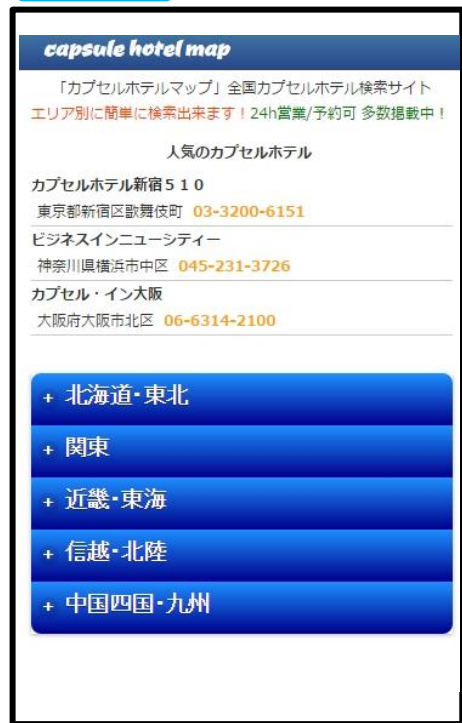 capsule hotel map
「カプセルホテルマップ」全国カプセルホテル検索サイト
エリア別に簡単に検索出来ます！24h営業/予約可 多数掲載中！
人気のカプセルホテル
カプセルホテル新宿５１０
東京都新宿区歌舞伎町 03-3200-6151
ビジネスインニューシティー
神奈川県横浜市中区 045-231-3726
カプセル・イン大阪
大阪府大阪市北区 06-6314-2100
+ 北海道･東北
+ 関東
+ 近畿･東海
+ 信越･北陸
+ 中国四国･九州